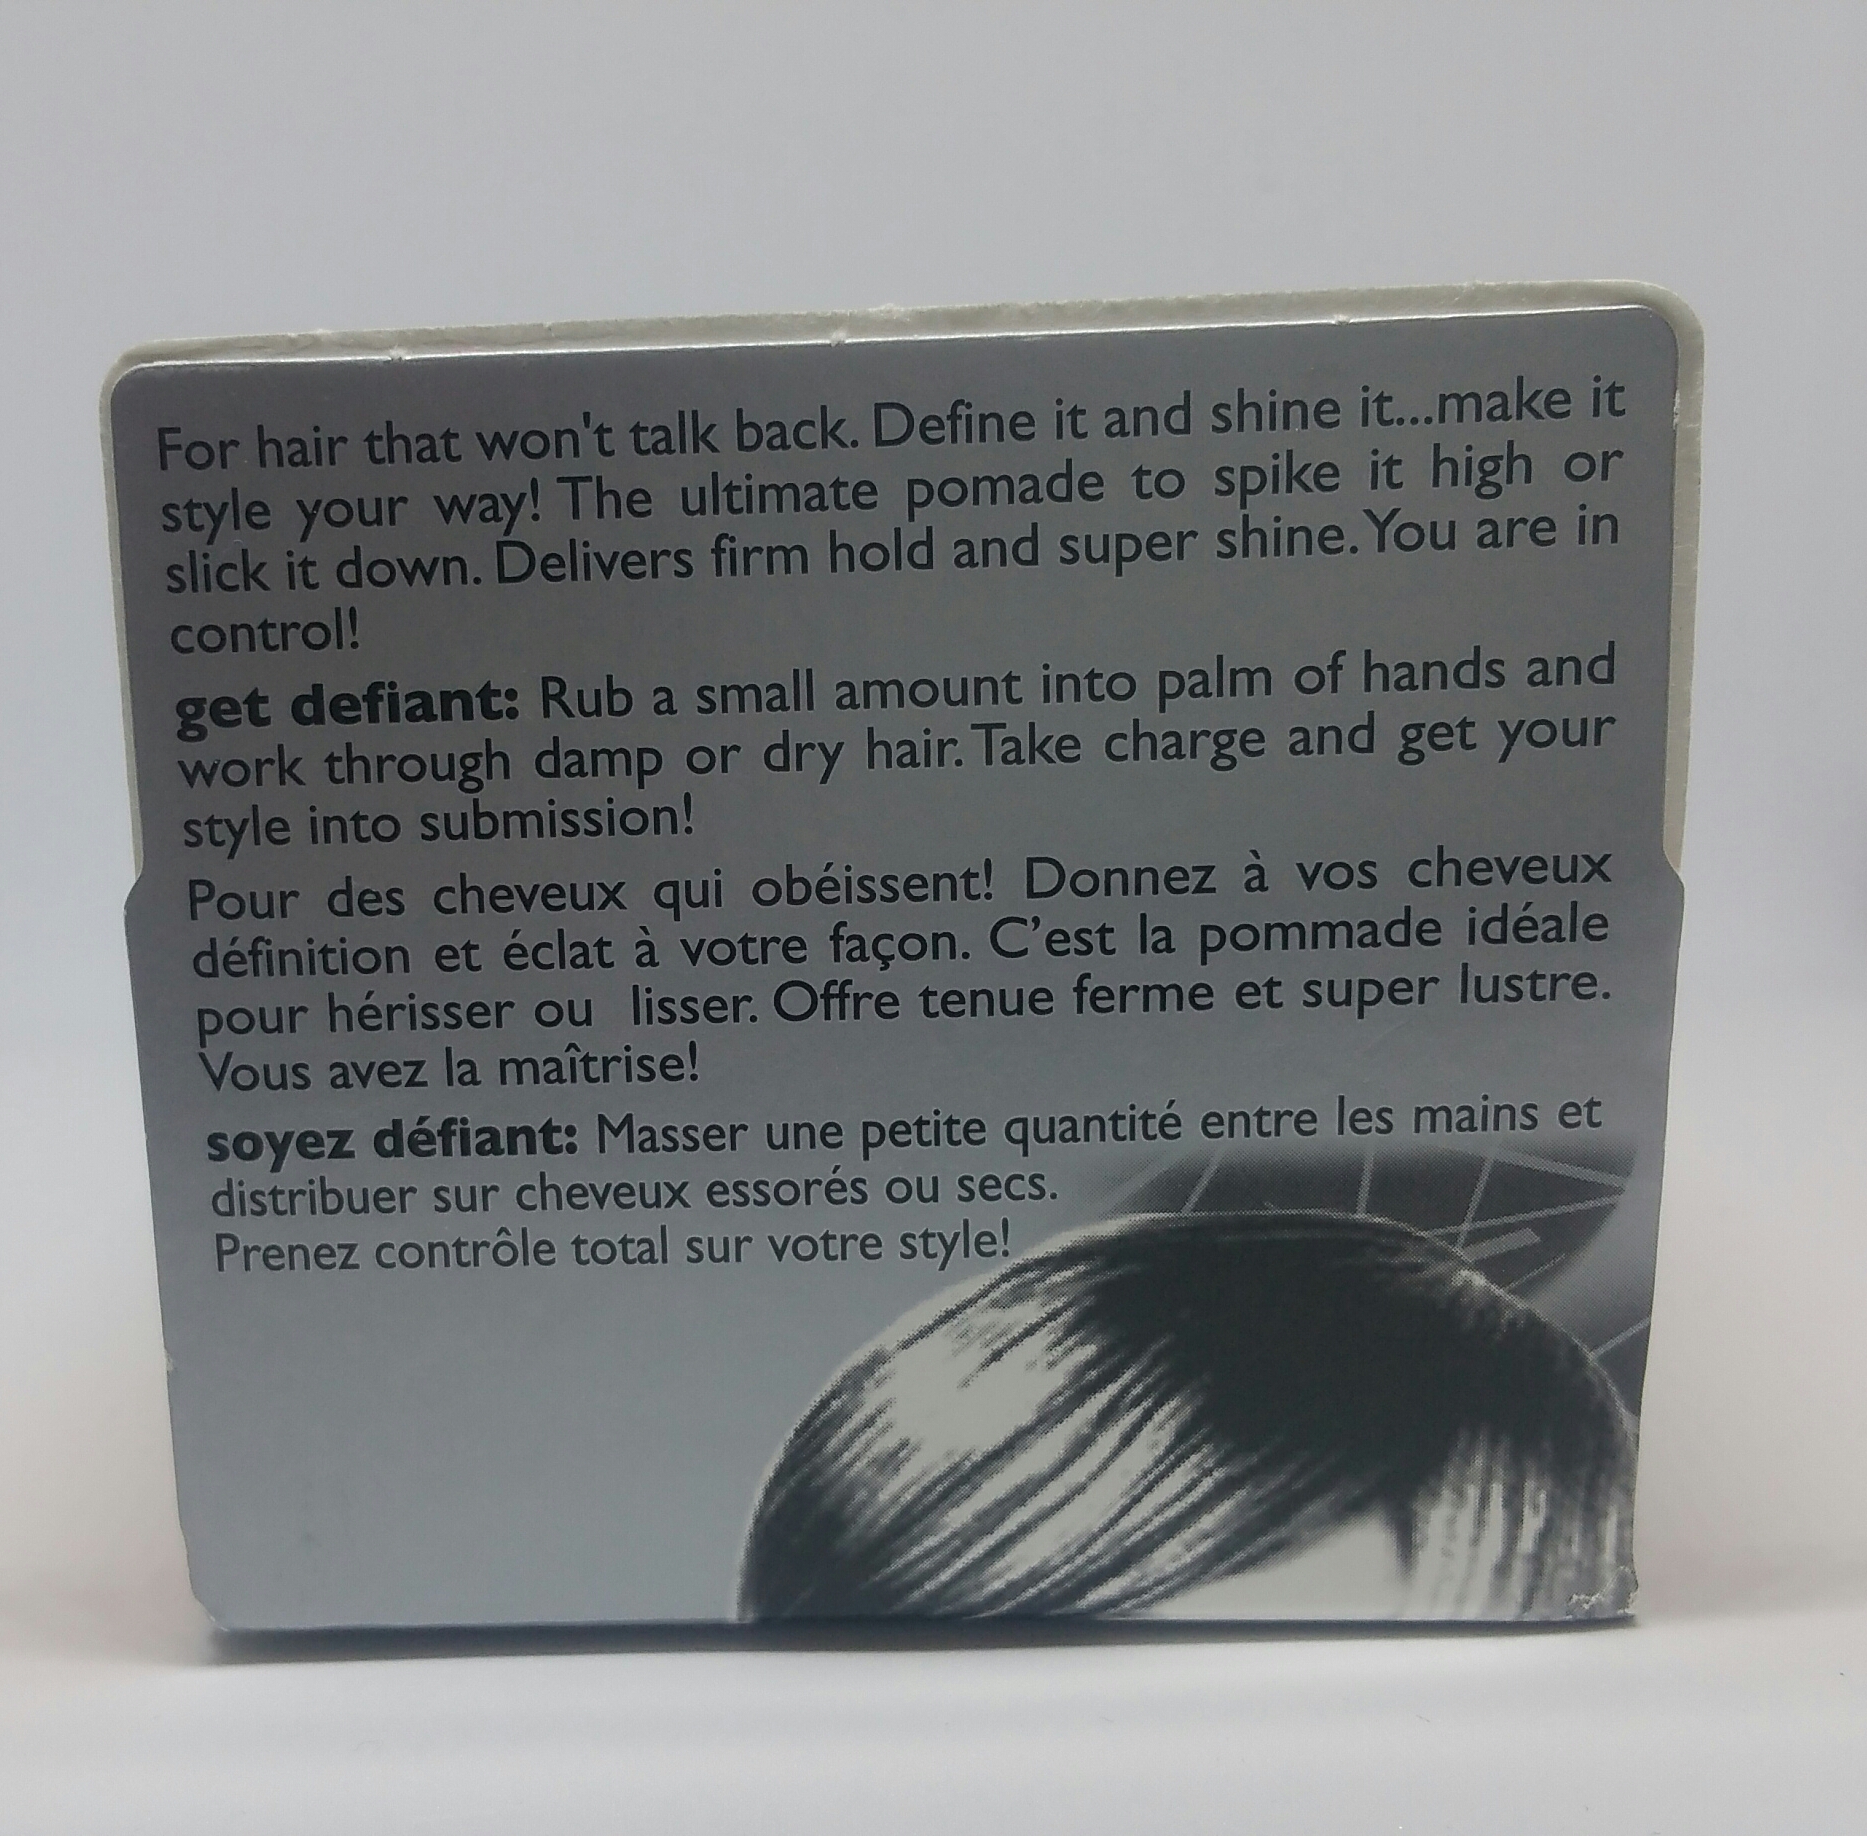 For hair that won't talk back. Define it and shine it...make it
style your way! The ultimate pomade to spike it high or
slick it down. Delivers firm hold and super shine. You are in
control!
get defiant: Rub a small amount into palm of hands and
work through damp or dry hair. Take charge and get your
style into submission!
Pour des cheveux qui obéissent! Donnez à vos cheveux
définition et éclat à votre façon. C'est la pommade idéale
pour hérisser ou lisser. Offre tenue ferme et super lustre.
Vous avez la maîtrise!
soyez défiant: Masser une petite quantité entre les mains et
distribuer sur cheveux essorés ou secs.
Prenez contrôle total sur votre style!